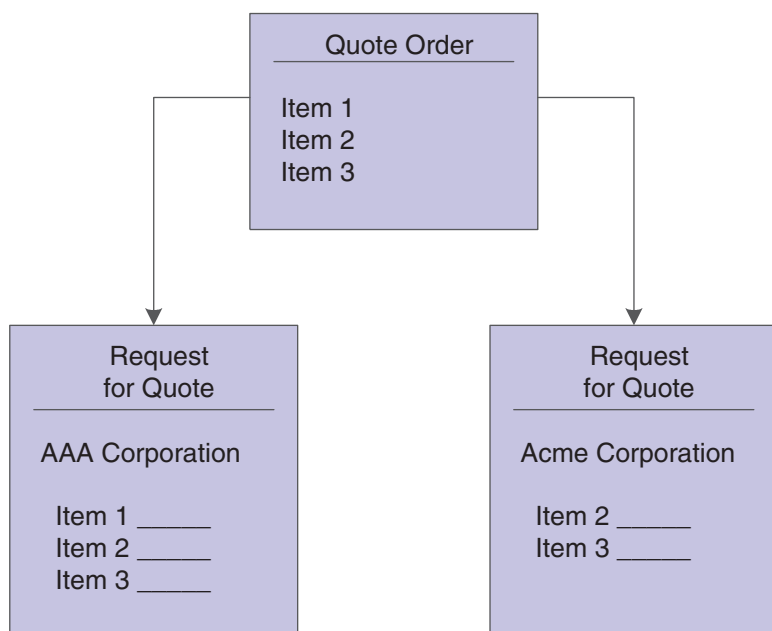 Quote Order
Item 1
Item 2
Item 3
Request
for Quote
AAA Corporation
Item 1 _____
Item 2 _____
Item 3 _____
Request
for Quote
Acme Corporation
Item 2 _____
Item 3 _____